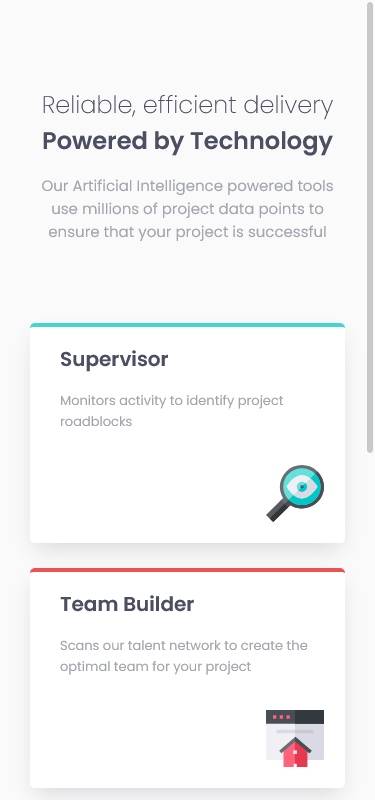 Reliable, efficient delivery
Powered by Technology
Our Artificial Intelligence powered tools
use millions of project data points to
ensure that your project is successful
Supervisor
Monitors activity to identify project
roadblocks
Team Builder
Scans our talent network to create the
optimal team for your project